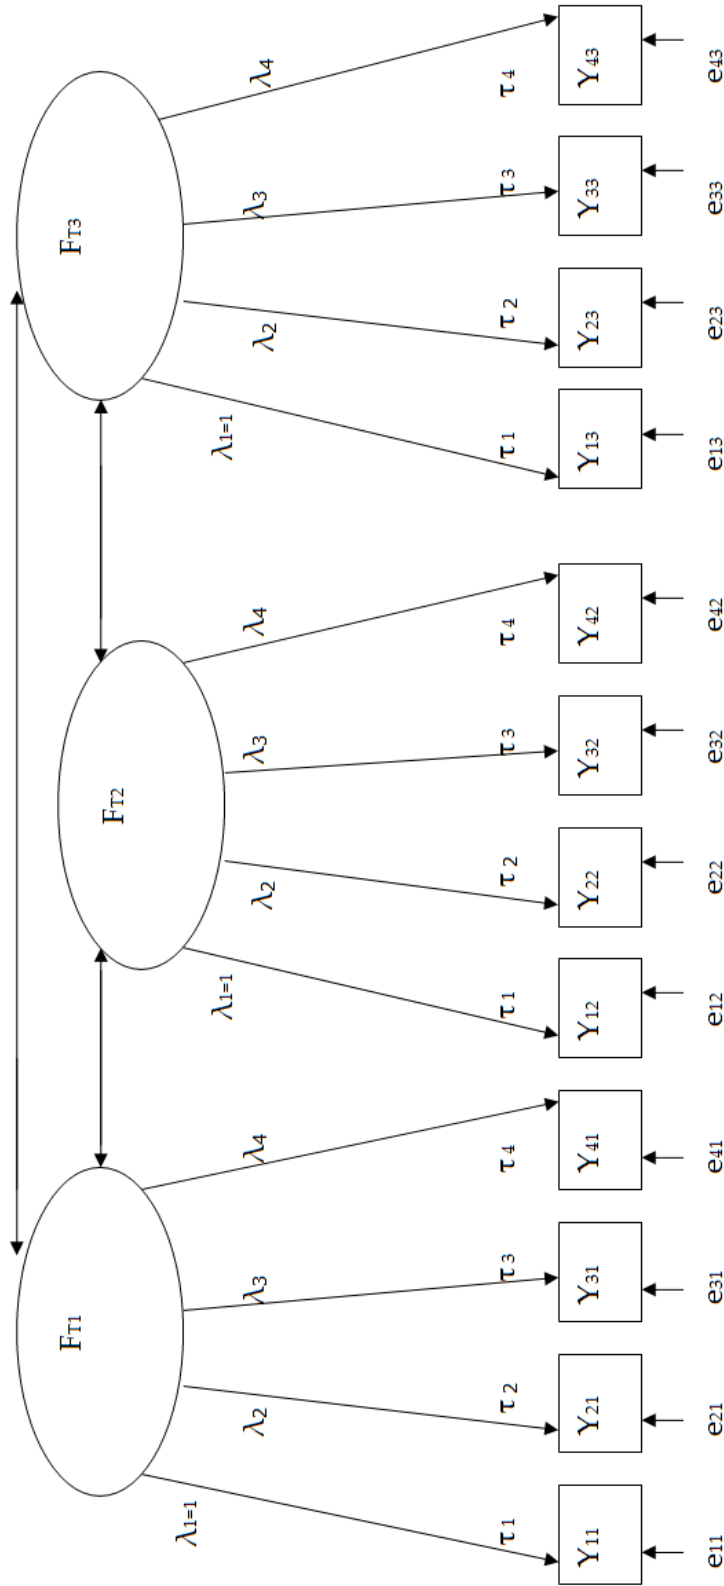 FT1 FT2 FT3
λ1=1 λ2 λ3 λ4 λ1=1 λ2 λ3 λ4 λ1=1 λ2 λ3 λ4
τ1 τ2 τ3 τ4 τ1 τ2 τ3 τ4 τ1 τ2 τ3 τ4
Y11 Y21 Y31 Y41 Y12 Y22 Y32 Y42 Y13 Y23 Y33 Y43
e11 e21 e31 e41 e12 e22 e32 e42 e13 e23 e33 e43